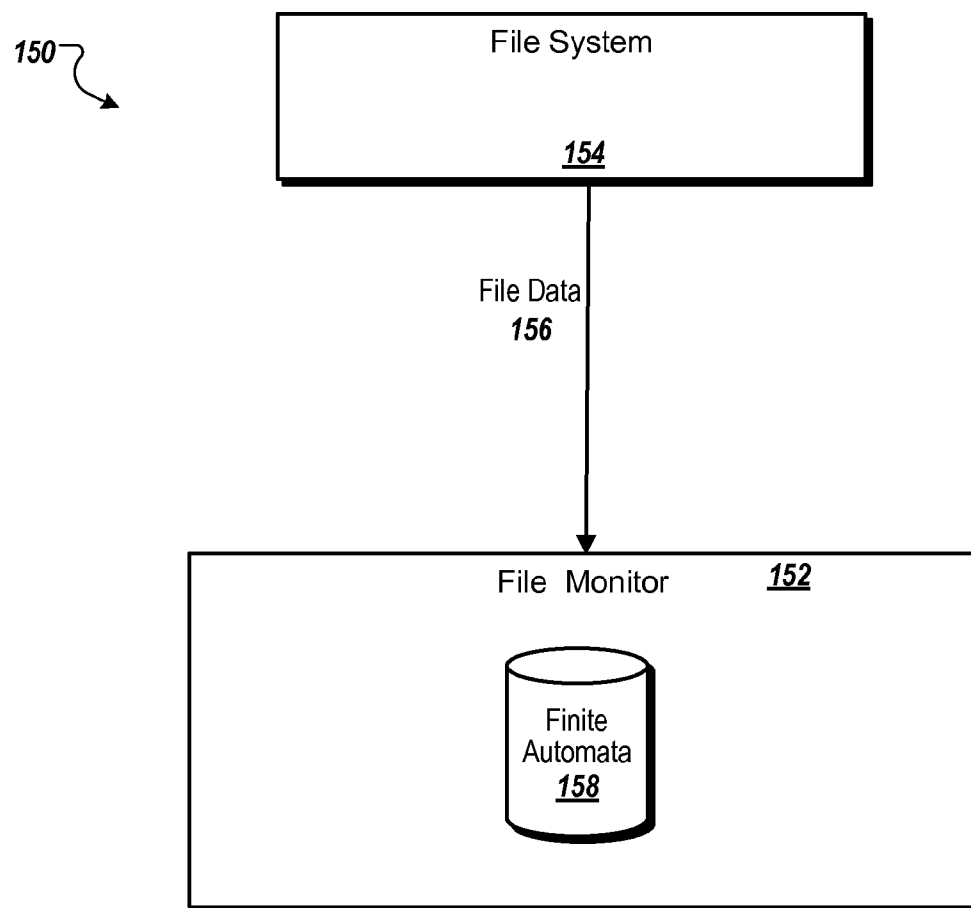 File System
150
154
File Data
156
File Monitor
152
Finite
Automata
158